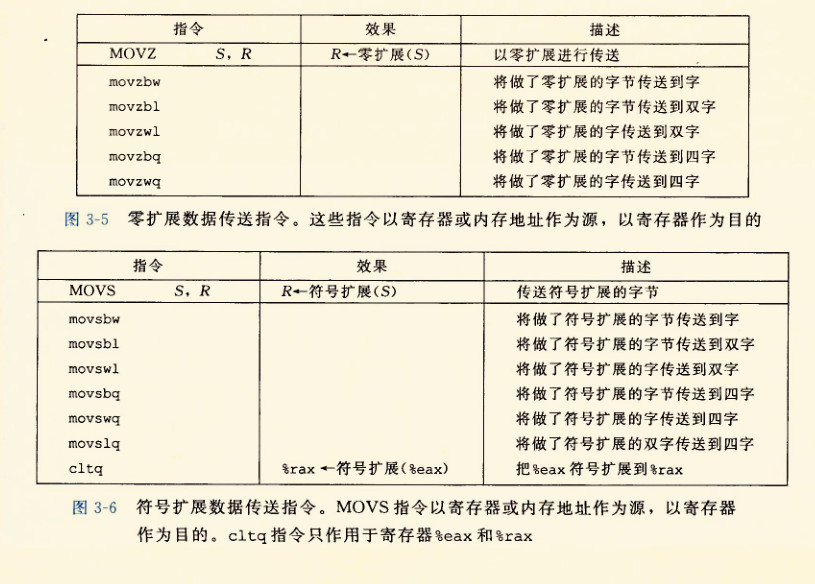 指令 效果 描述
MOVZ S, R R←零扩展(S) 以零扩展进行传送
movzbw 将做了零扩展的字节传送到字
movzbl 将做了零扩展的字节传送到双字
movzwl 将做了零扩展的字传送到双字
movzbq 将做了零扩展的字节传送到四字
movzwq 将做了零扩展的字传送到四字
图 3-5 零扩展数据传送指令。这些指令以寄存器或内存地址作为源，以寄存器作为目的
指令 效果 描述
MOVS S, R R←符号扩展(S) 传送符号扩展的字节
movsbw 将做了符号扩展的字节传送到字
movsbl 将做了符号扩展的字节传送到双字
movswl 将做了符号扩展的字传送到双字
movsbq 将做了符号扩展的字节传送到四字
movswq 将做了符号扩展的字传送到四字
movslq 将做了符号扩展的双字传送到四字
cltq %rax←符号扩展(%eax) 把%eax符号扩展到%rax
图 3-6 符号扩展数据传送指令。MOVS 指令以寄存器或内存地址作为源，以寄存器
作为目的。cltq指令只作用于寄存器%eax和%rax